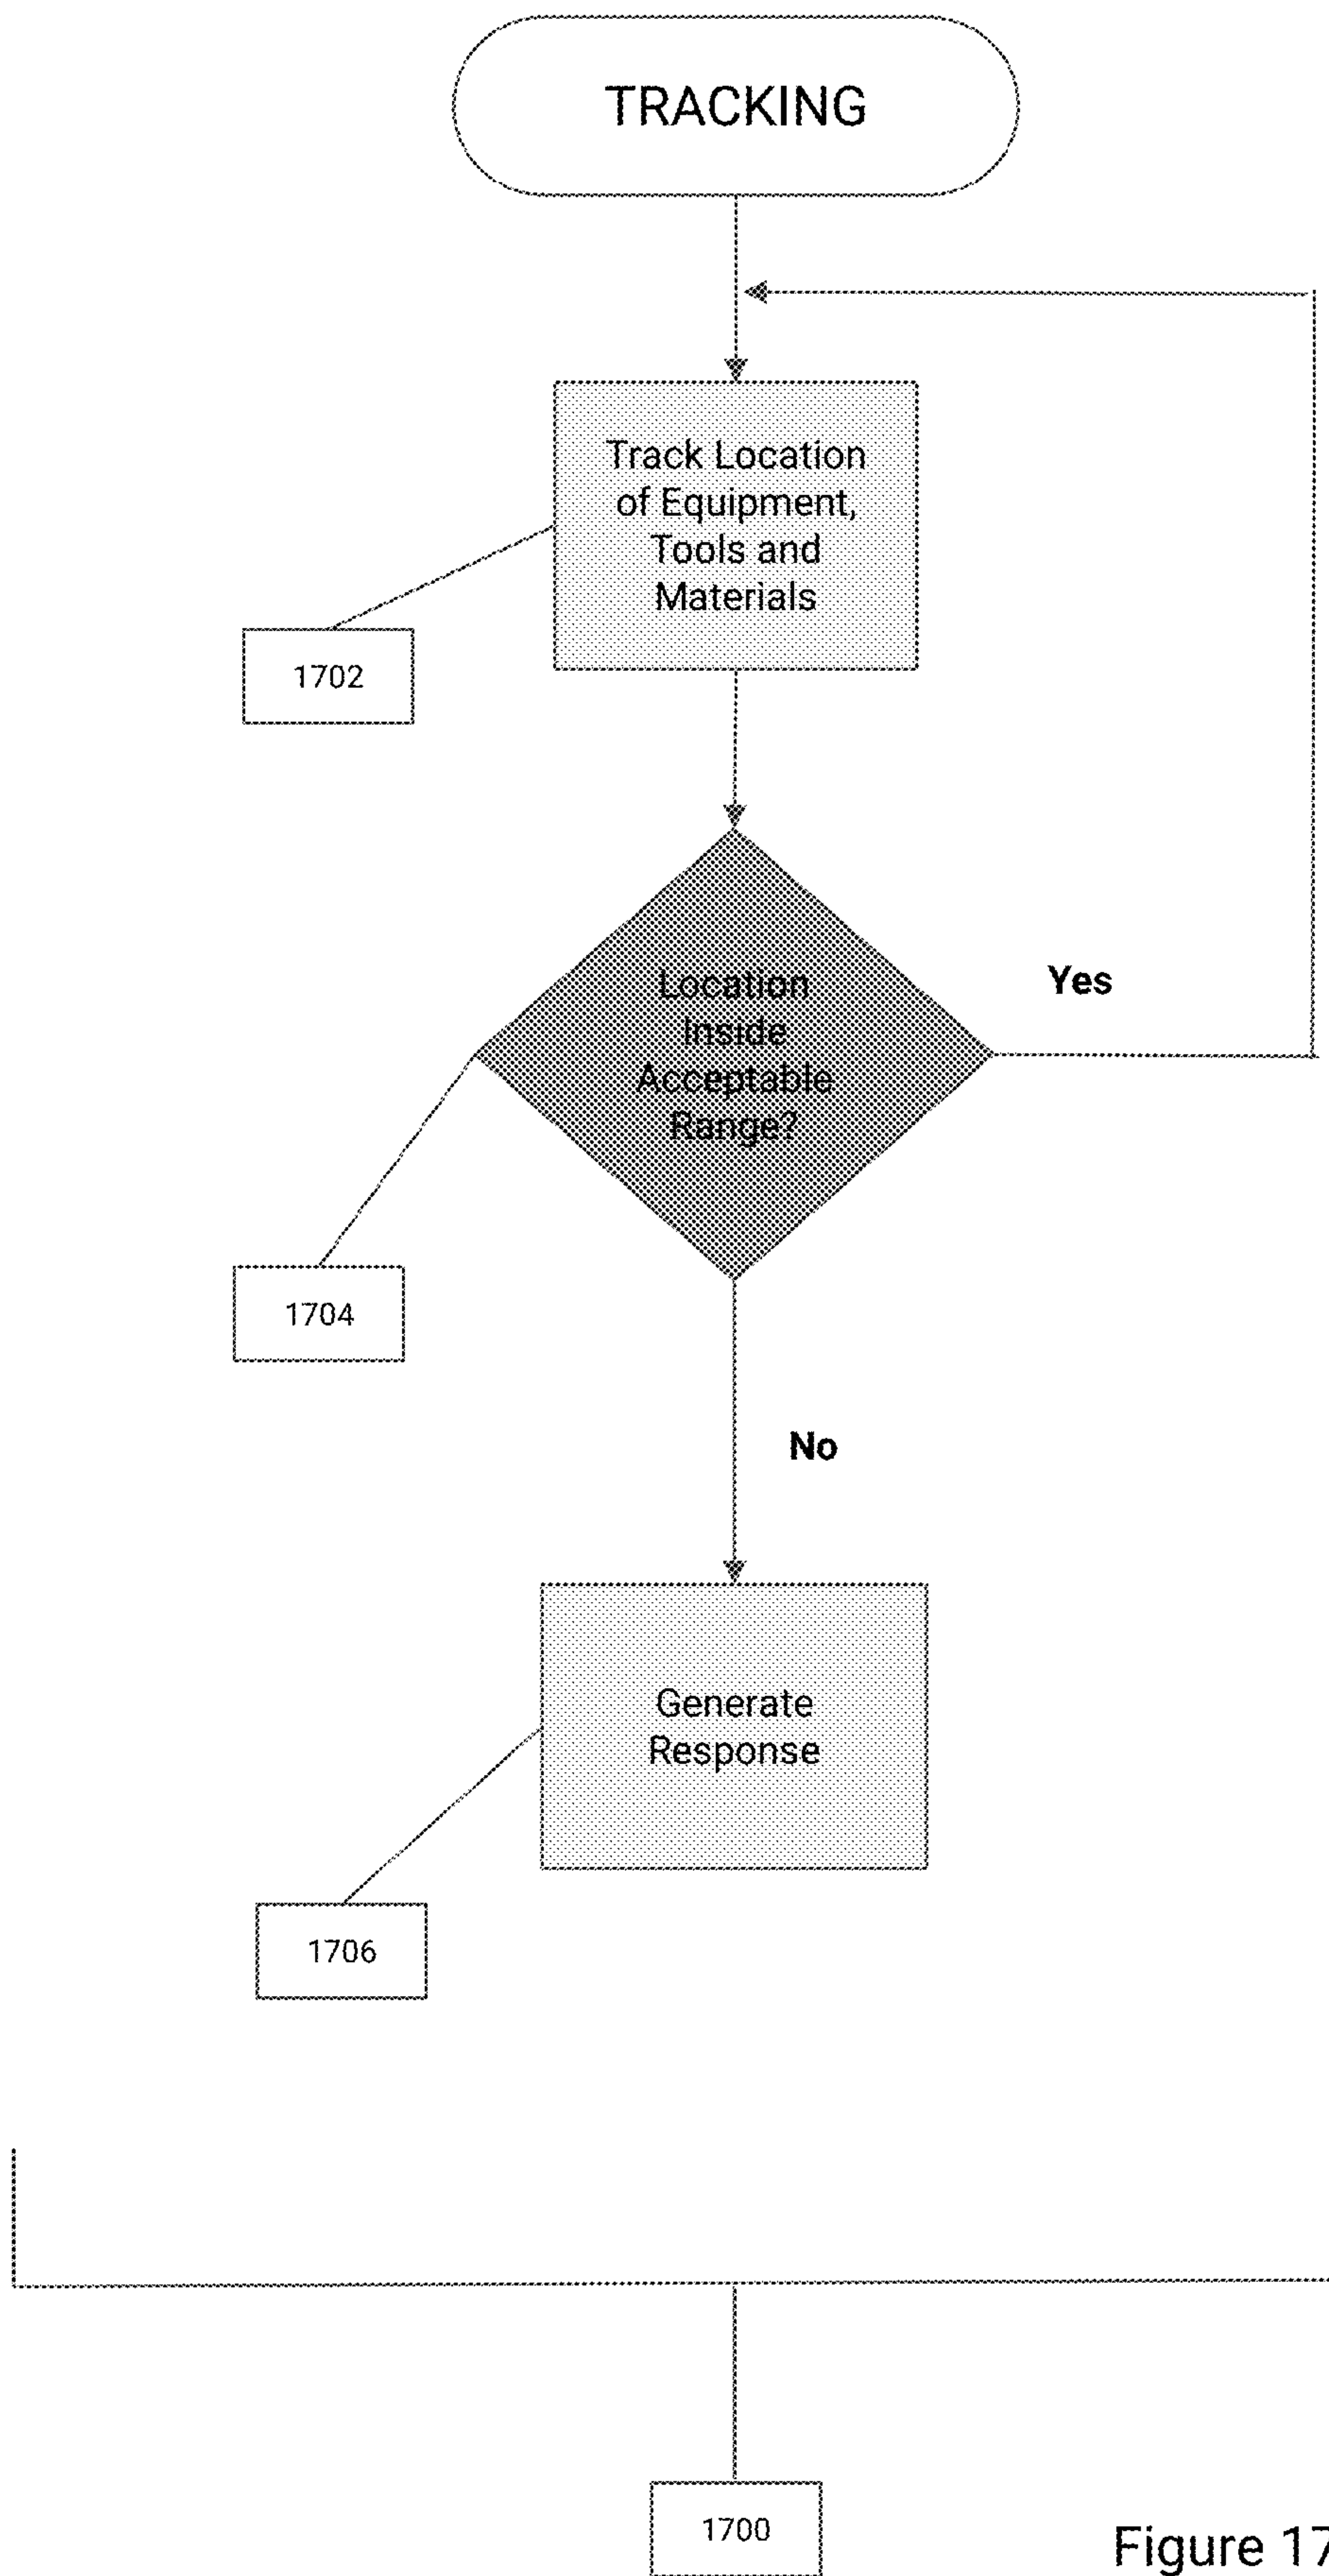 TRACKING
Track Location
of Equipment,
Tools and
Materials
1702
Location
Inside
Acceptable
Range?
Yes
1704
No
Generate
Response
1706
1700
Figure 17